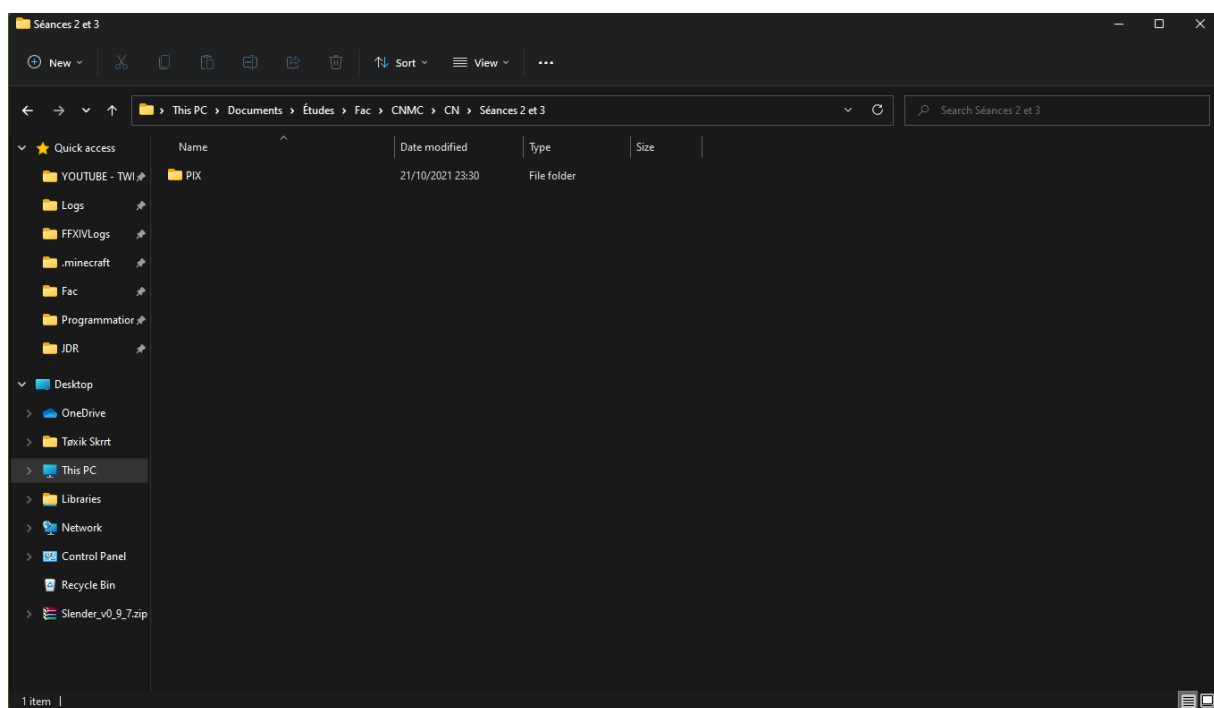 Séances 2 et 3
New Sort View
This PC > Documents > Études > Fac > CNMC > CN > Séances 2 et 3 Search Séances 2 et 3
Quick access Name Date modified Type Size
YOUTUBE - TWI PIX 21/10/2021 23:30 File folder
Logs
FFXIVLogs
.minecraft
Fac
Programmation
JDR
Desktop
OneDrive
Tøxik Skrrt
This PC
Libraries
Network
Control Panel
Recycle Bin
Slender_v0_9_7.zip
1 item